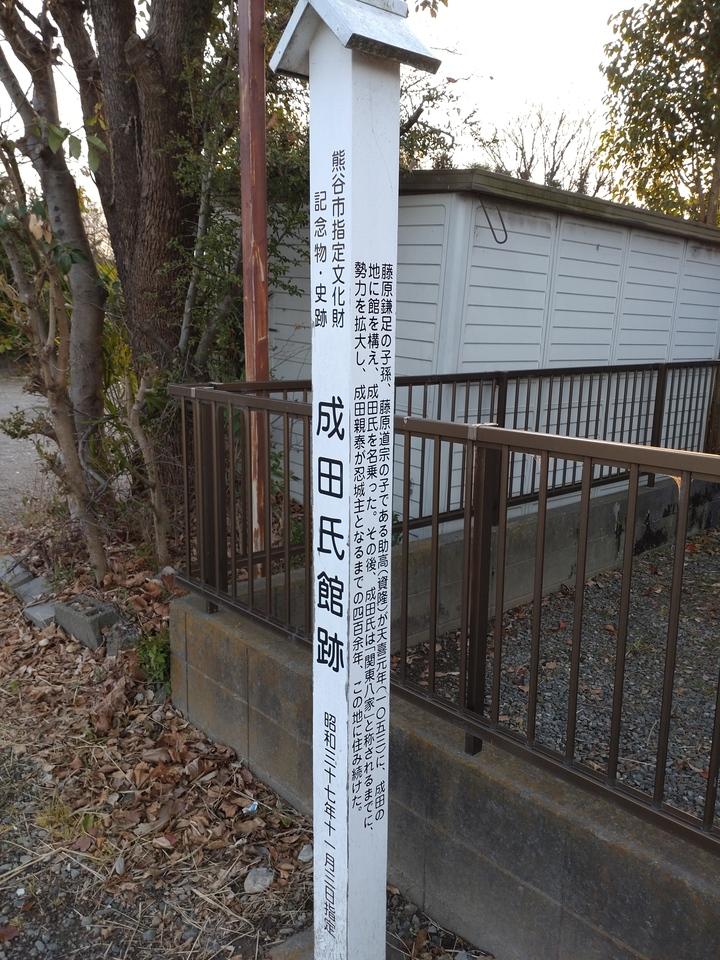 熊谷市指定文化財
記念物・史跡
成田氏館跡
昭和三十七年十一月三日指定
藤原鎌足の子孫、藤原道宗の子である助高(資隆)が天喜元年(一〇五三)に、成田の
地に館を構え、成田氏を名乗った。その後、成田氏は「関東八家」と称されるまでに、
勢力を拡大し、成田親泰が忍城主となるまでの四百余年、この地に住み続けた。